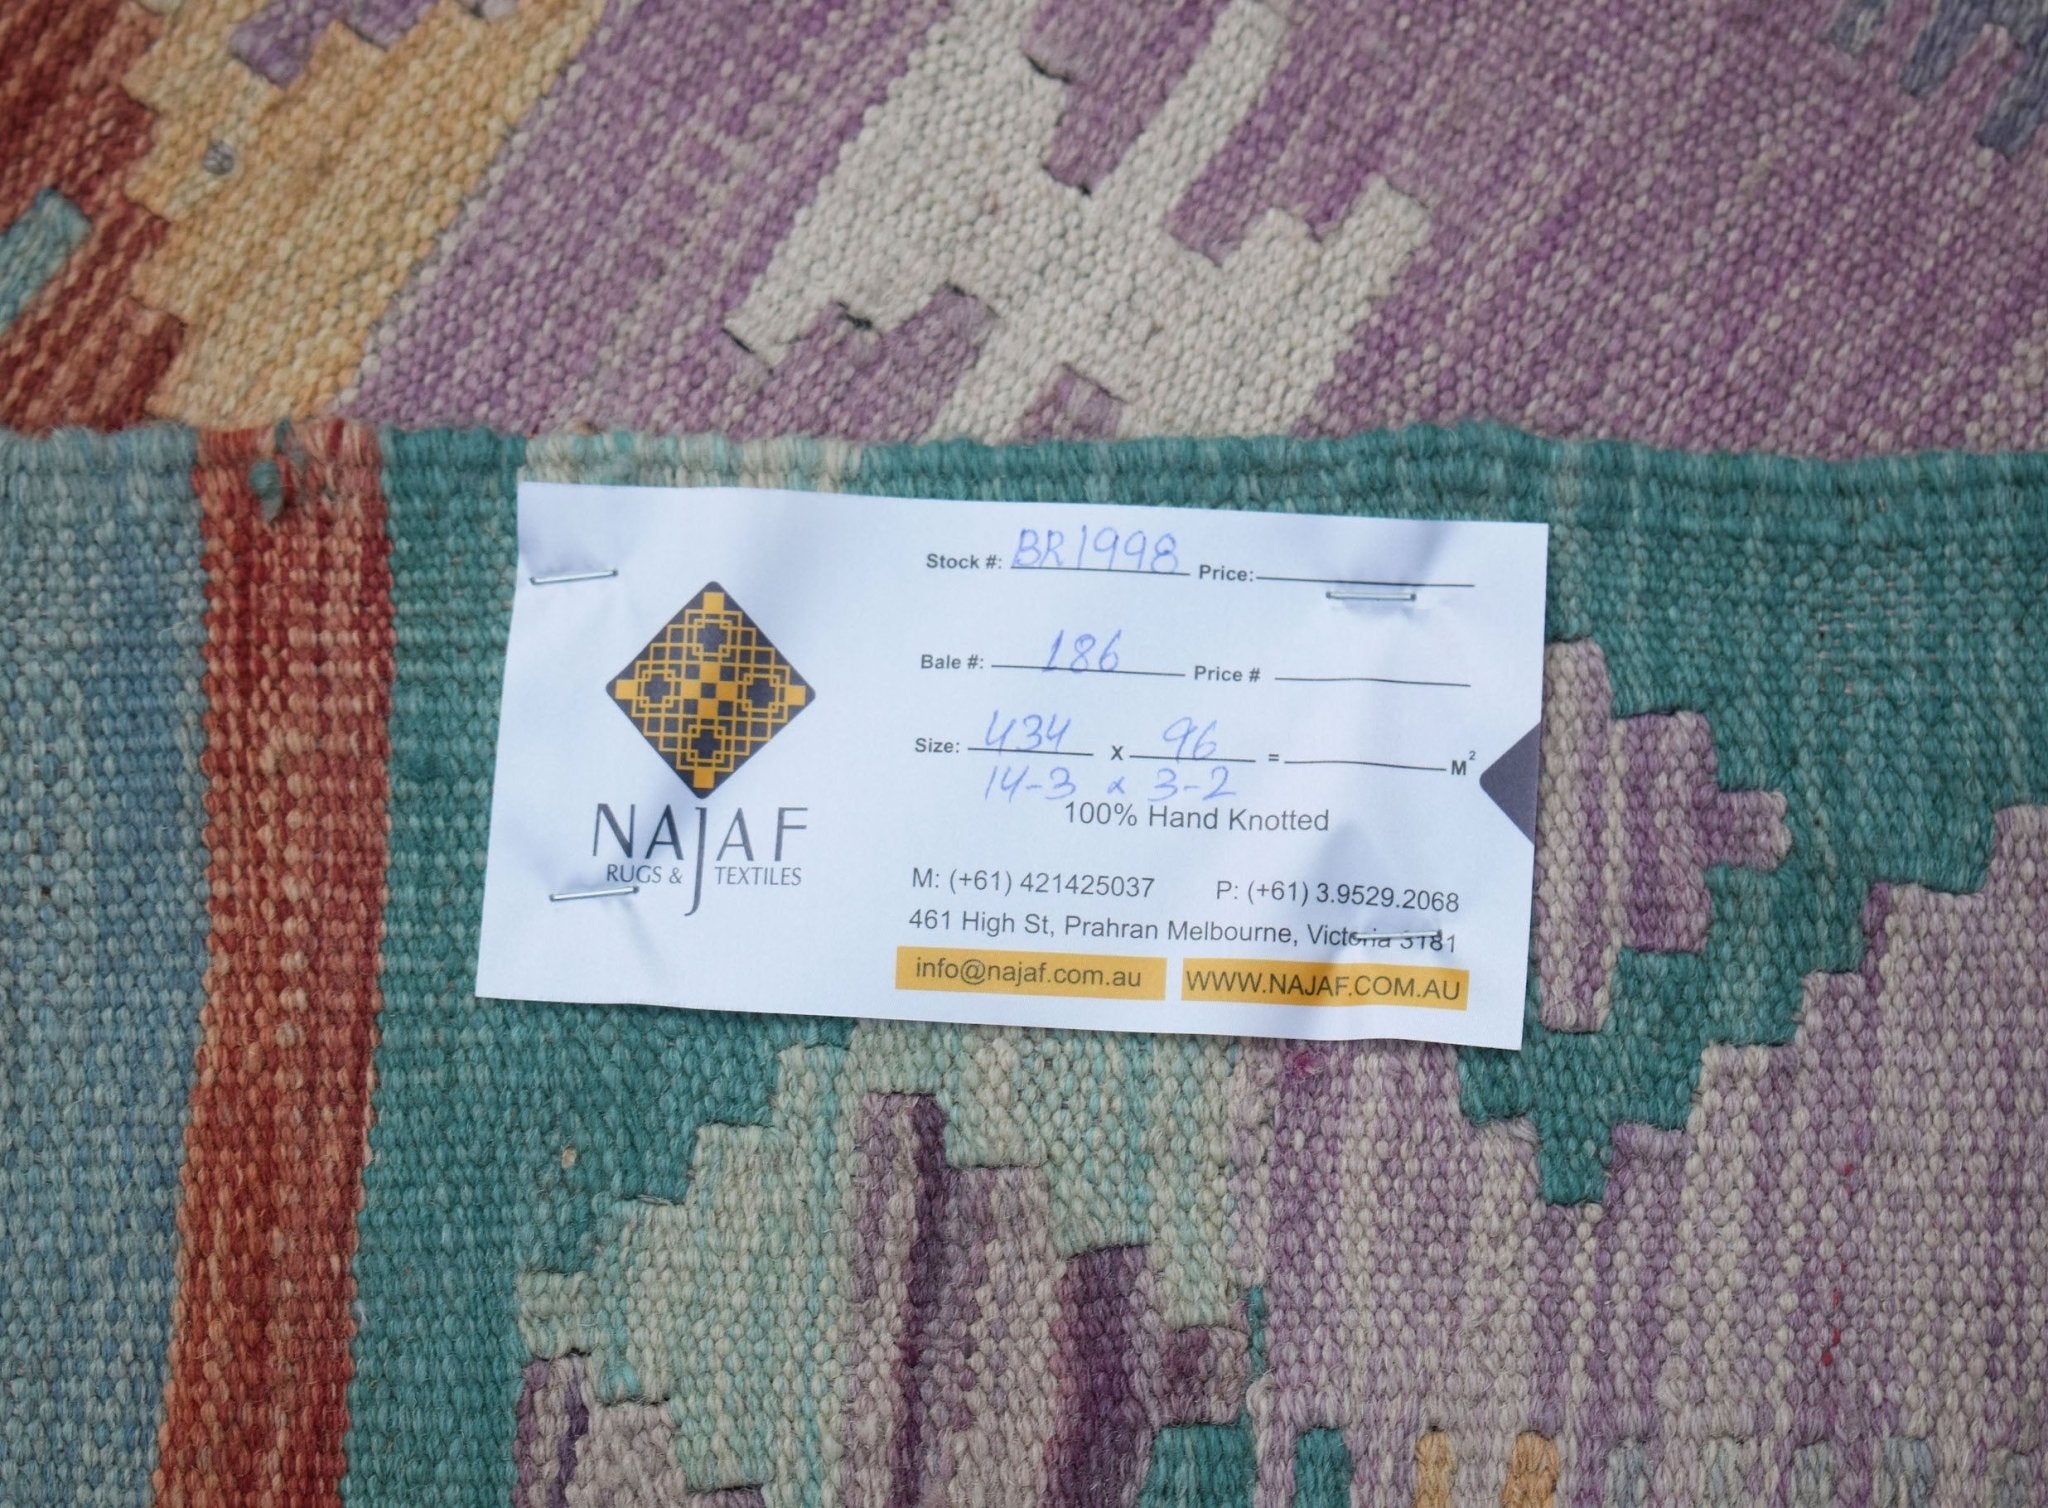 NAJAF
RUGS & TEXTILES
Stock #: BR1998 Price:
Bale #: 186 Price #
Size: 434 x 96 = M²
14-3 x 3-2
100% Hand Knotted
M: (+61) 421425037 P: (+61) 3.9529.2068
461 High St, Prahran Melbourne, Victoria 3181
info@najaf.com.au WWW.NAJAF.COM.AU